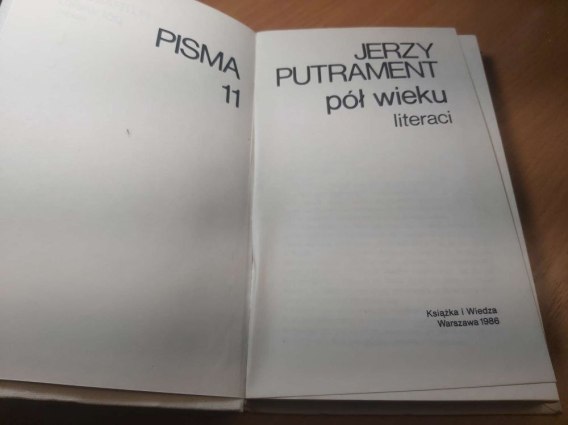 PISMA
11
JERZY
PUTRAMENT
pół wieku
literaci
Książka i Wiedza
Warszawa 1986